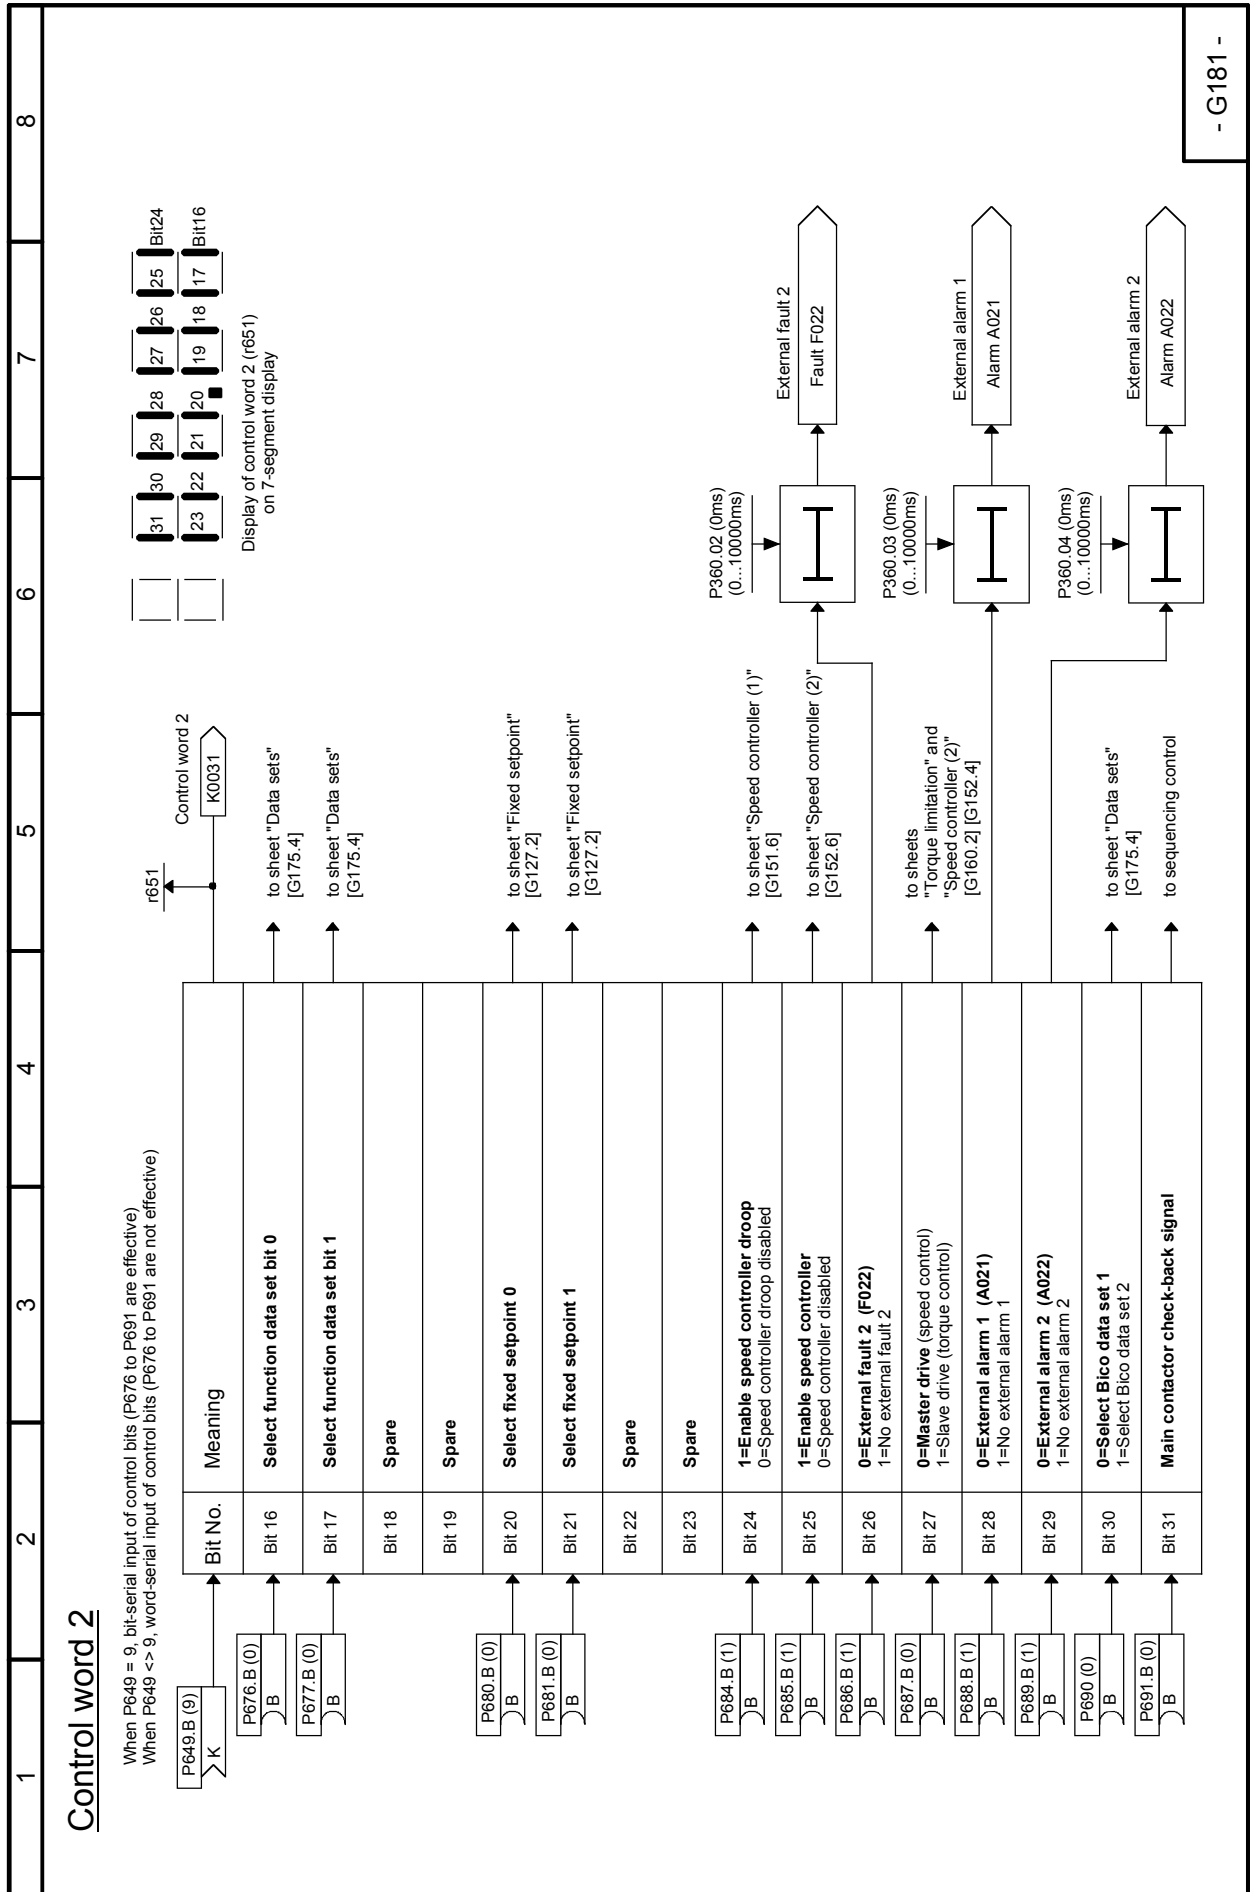 1
2
3
4
5
6
7
8
Control word 2
When P649 = 9, bit-serial input of control bits (P676 to P691 are effective)
When P649 <> 9, word-serial input of control bits (P676 to P691 are not effective)
P649.B (9)
K
Bit No.
Meaning
r651
Control word 2
K0031
P676.B (0)
B
Bit 16
Select function data set bit 0
to sheet "Data sets"
[G175.4]
P677.B (0)
B
Bit 17
Select function data set bit 1
to sheet "Data sets"
[G175.4]
Bit 18
Spare
Bit 19
Spare
P680.B (0)
B
Bit 20
Select fixed setpoint 0
to sheet "Fixed setpoint"
[G127.2]
P681.B (0)
B
Bit 21
Select fixed setpoint 1
to sheet "Fixed setpoint"
[G127.2]
Bit 22
Spare
Bit 23
Spare
P684.B (1)
B
Bit 24
1=Enable speed controller droop
0=Speed controller droop disabled
to sheet "Speed controller (1)"
[G151.6]
P685.B (1)
B
Bit 25
1=Enable speed controller
0=Speed controller disabled
to sheet "Speed controller (2)"
[G152.6]
P686.B (1)
B
Bit 26
0=External fault 2 (F022)
1=No external fault 2
P687.B (0)
B
Bit 27
0=Master drive (speed control)
1=Slave drive (torque control)
to sheets
"Torque limitation" and
"Speed controller (2)"
[G160.2] [G152.4]
P688.B (1)
B
Bit 28
0=External alarm 1 (A021)
1=No external alarm 1
P689.B (1)
B
Bit 29
0=External alarm 2 (A022)
1=No external alarm 2
P690 (0)
B
Bit 30
0=Select Bico data set 1
1=Select Bico data set 2
to sheet "Data sets"
[G175.4]
P691.B (0)
B
Bit 31
Main contactor check-back signal
to sequencing control
31 30 29 28 27 26 25 Bit24
23 22 21 20 19 18 17 Bit16
Display of control word 2 (r651)
on 7-segment display
P360.02 (0ms)
(0...10000ms)
External fault 2
Fault F022
P360.03 (0ms)
(0...10000ms)
External alarm 1
Alarm A021
P360.04 (0ms)
(0...10000ms)
External alarm 2
Alarm A022
- G181 -